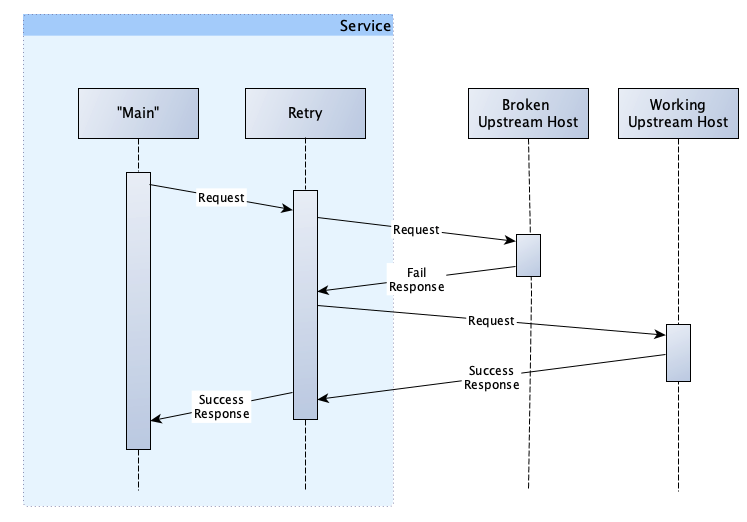 Service
"Main"
Retry
Broken
Upstream Host
Working
Upstream Host
Request
Request
Fail
Response
Request
Success
Response
Success
Response